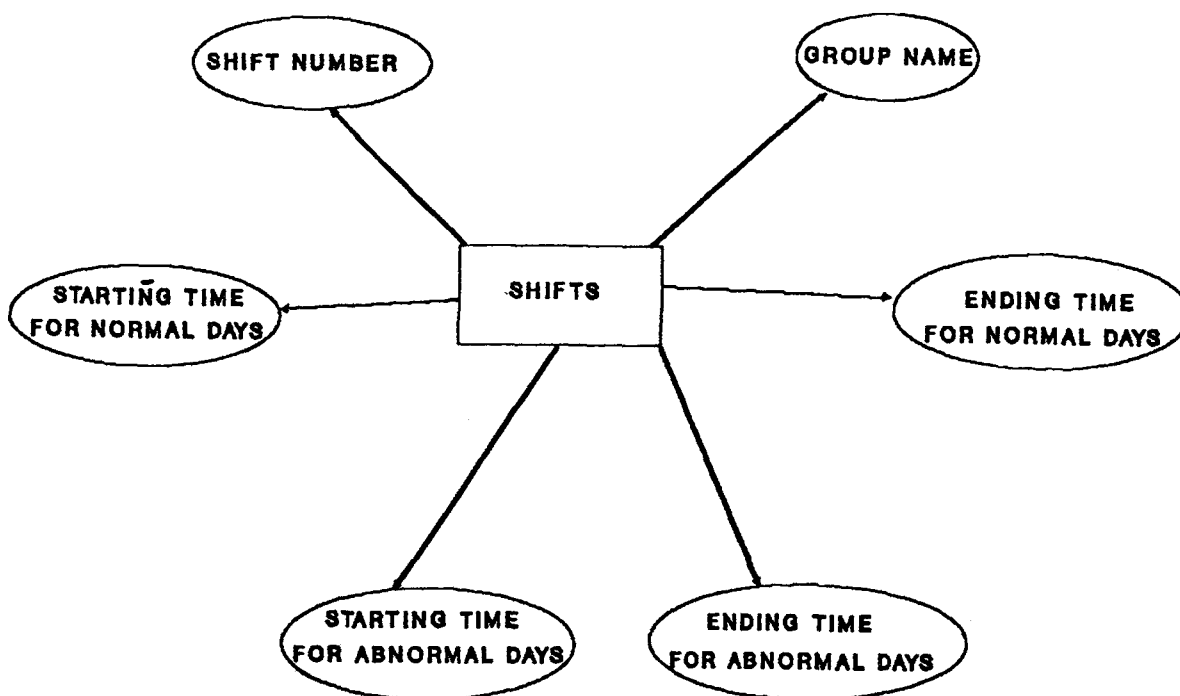 SHIFT NUMBER
GROUP NAME
SHIFTS
STARTING TIME
FOR NORMAL DAYS
ENDING TIME
FOR NORMAL DAYS
STARTING TIME
FOR ABNORMAL DAYS
ENDING TIME
FOR ABNORMAL DAYS